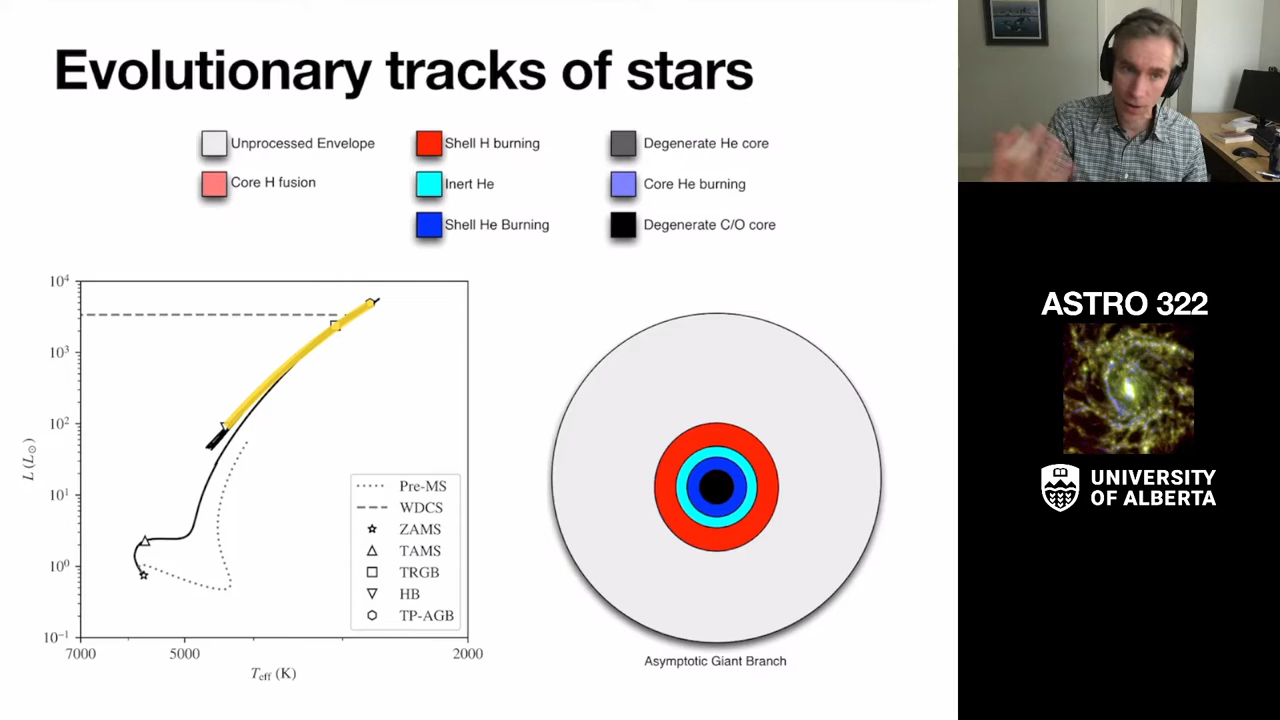 Evolutionary tracks of stars
Unprocessed Envelope
Core H fusion
Shell H burning
Inert He
Shell He Burning
Degenerate He core
Core He burning
Degenerate C/O core
10⁴
10³
10²
10¹
10⁰
10⁻¹
L (L☉)
7000
5000
2000
Teff (K)
Pre-MS
WDCS
ZAMS
TAMS
TRGB
HB
TP-AGB
Asymptotic Giant Branch
ASTRO 322
UNIVERSITY
OF ALBERTA